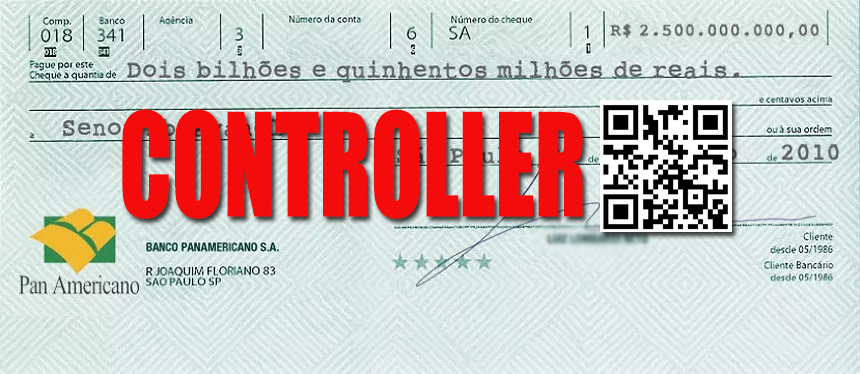 Comp. Banco Agência Número da conta Número do cheque
018 341 3 6 SA 1 R$ 2.500.000.000,00
Pague por este
Cheque a quantia de Dois bilhões e quinhentos milhões de reais.
e centavos acima
a
ou à sua ordem
CONTROLLER
de de 2010
BANCO PANAMERICANO S.A.
R JOAQUIM FLORIANO 83
SAO PAULO SP
Pan Americano
Cliente
desde 05/1986
Cliente Bancário
desde 05/1986